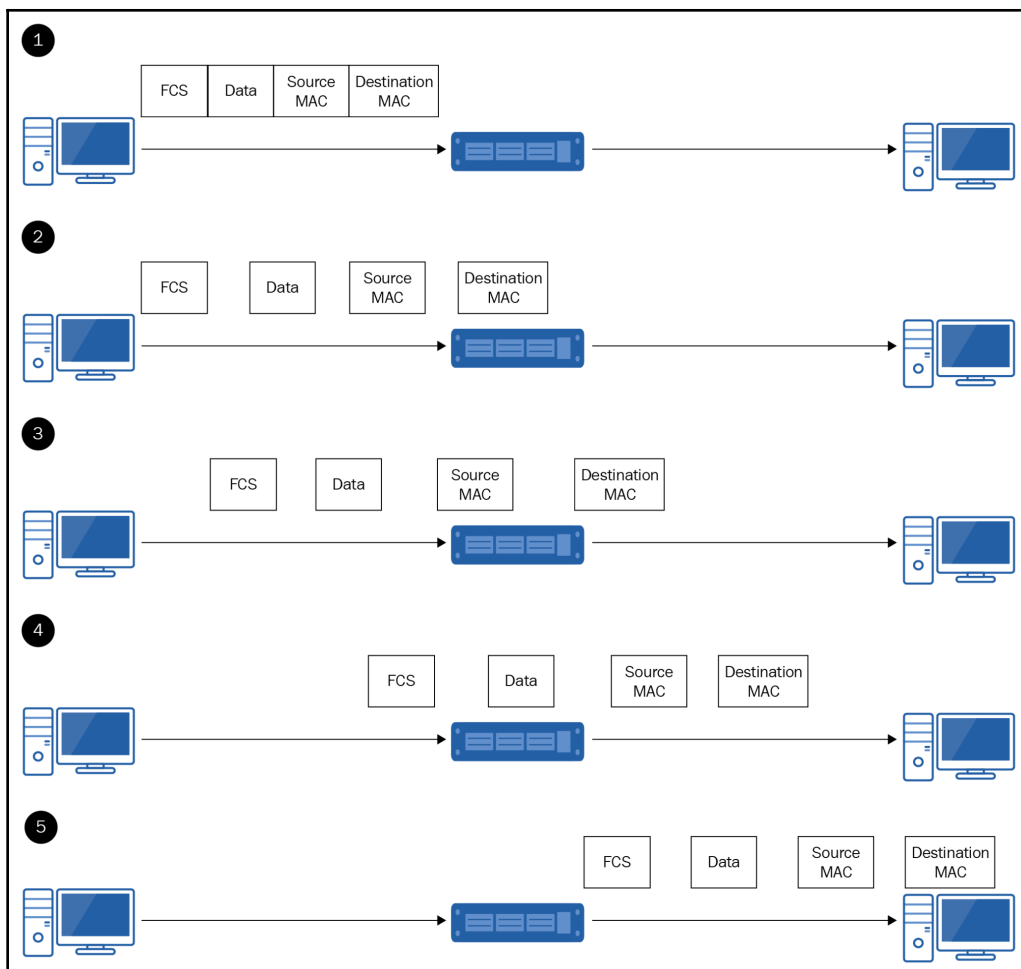 1
FCS Data Source MAC Destination MAC
2
FCS Data Source MAC Destination MAC
3
FCS Data Source MAC Destination MAC
4
FCS Data Source MAC Destination MAC
5
FCS Data Source MAC Destination MAC